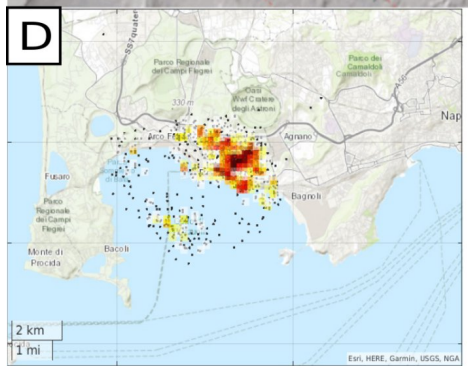 D
SS7quater
Parco Regionale
dei Campi Flegrei
Parco dei
Camaldoli
Camaldoli
330 m
Oasi
Wwf Cratere
degli Astroni
A56
Nap
Arco F
Agnano
Fusaro
Parco
Regionale
dei Campi
Flegrei
Bagnoli
Monte di
Procida
Bacoli
2 km
1 mi
Esri, HERE, Garmin, USGS, NGA